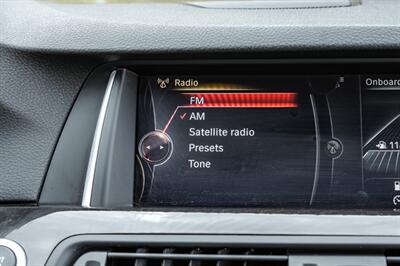 Radio
Onboard
FM
AM
Satellite radio
Presets
Tone